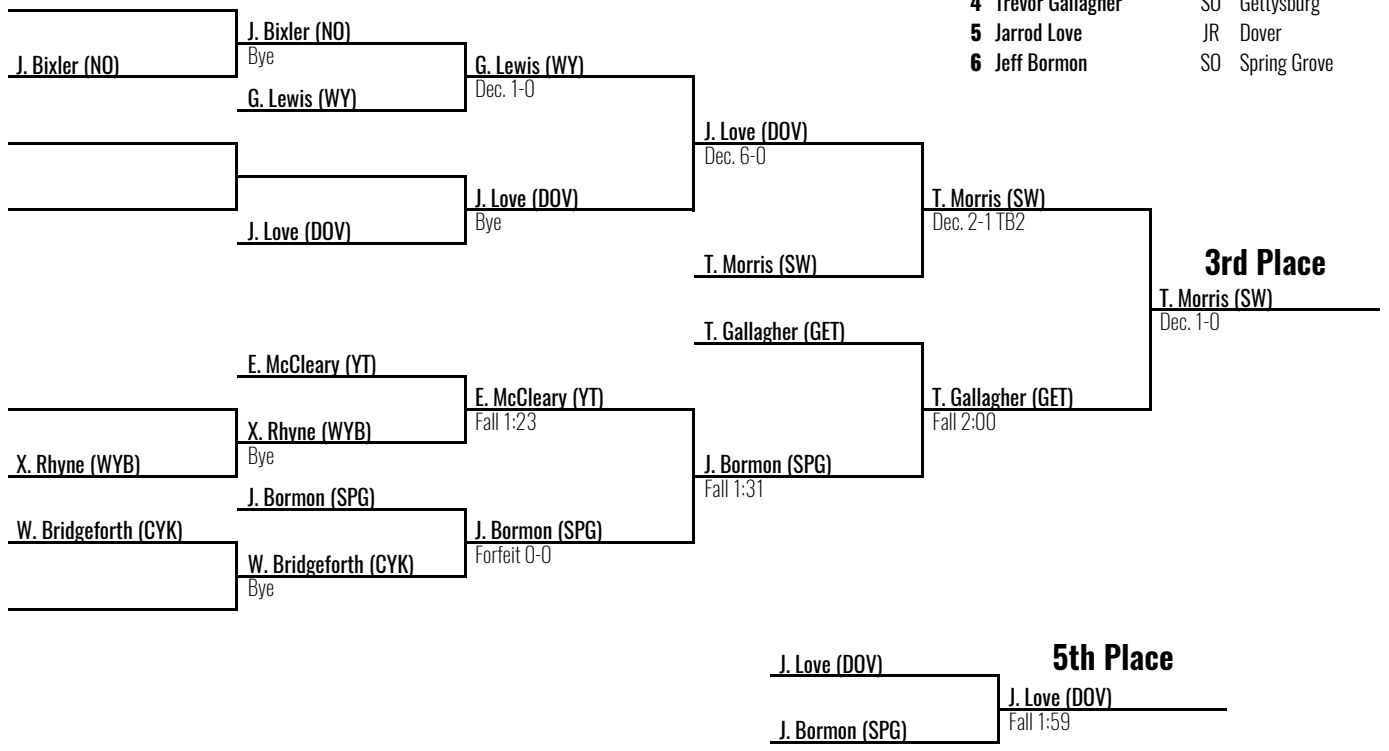 4 Trevor Gallagher SO Gettysburg
5 Jarrod Love JR Dover
6 Jeff Bormon SO Spring Grove
J. Bixler (NO)
J. Bixler (NO)
Bye
G. Lewis (WY)
G. Lewis (WY)
Dec. 1-0
J. Love (DOV)
J. Love (DOV)
Bye
J. Love (DOV)
Dec. 6-0
T. Morris (SW)
T. Morris (SW)
Dec. 2-1 TB2
3rd Place
T. Morris (SW)
Dec. 1-0
T. Gallagher (GET)
T. Gallagher (GET)
Fall 2:00
E. McCleary (YT)
E. McCleary (YT)
Fall 1:23
X. Rhyne (WYB)
X. Rhyne (WYB)
Bye
J. Bormon (SPG)
Fall 1:31
J. Bormon (SPG)
J. Bormon (SPG)
Forfeit 0-0
W. Bridgeforth (CYK)
W. Bridgeforth (CYK)
Bye
5th Place
J. Love (DOV)
J. Love (DOV)
Fall 1:59
J. Bormon (SPG)